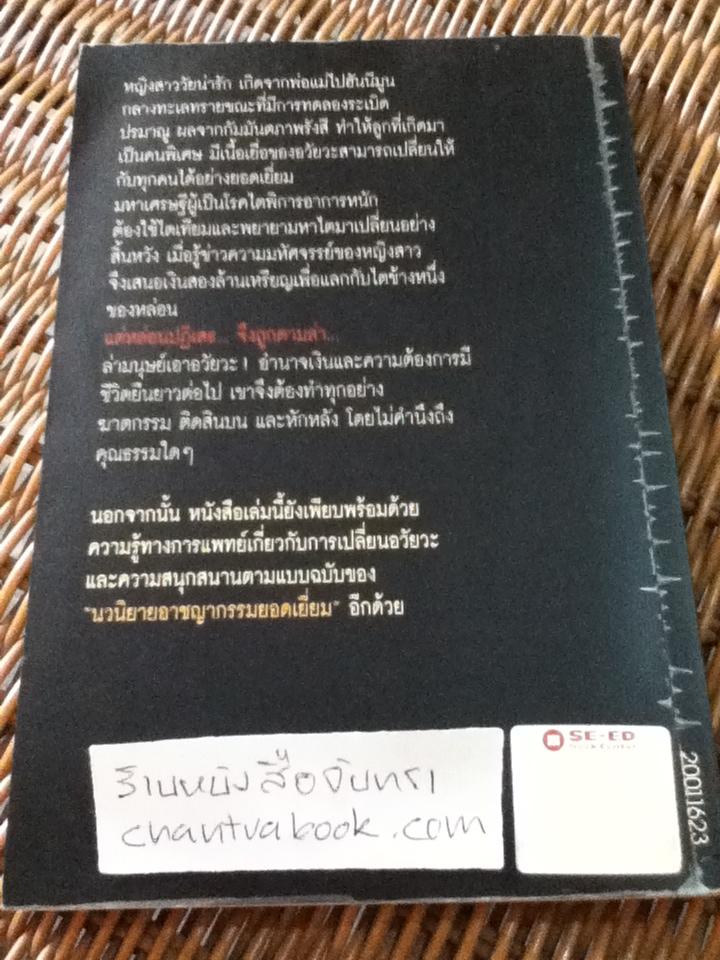 หญิงสาววัยน่ารัก เกิดจากพ่อแม่ไปฮันนีมูน
กลางทะเลทรายขณะที่มีการทดลองระเบิด
ปรมาณู ผลจากกัมมันตภาพรังสี ทำให้ลูกที่เกิดมา
เป็นคนพิเศษ มีเนื้อเยื่อของอวัยวะสามารถเปลี่ยนให้
กับทุกคนได้อย่างยอดเยี่ยม
มหาเศรษฐีผู้เป็นโรคไตพิการอาการหนัก
ต้องใช้ไตเทียมและพยายามหาไตมาเปลี่ยนอย่าง
สิ้นหวัง เมื่อรู้ข่าวความมหัศจรรย์ของหญิงสาว
จึงเสนอเงินสองล้านเหรียญเพื่อแลกกับไตข้างหนึ่ง
ของหล่อน
แต่หล่อนปฏิเสธ... จึงถูกตามล่า...
ล่ามนุษย์เอาอวัยวะ ! อำนาจเงินและความต้องการมี
ชีวิตยืนยาวต่อไป เขาจึงต้องทำทุกอย่าง
ฆาตกรรม ติดสินบน และหักหลัง โดยไม่คำนึงถึง
คุณธรรมใดๆ
นอกจากนั้น หนังสือเล่มนี้ยังเพียบพร้อมด้วย
ความรู้ทางการแพทย์เกี่ยวกับการเปลี่ยนอวัยวะ
และความสนุกสนานตามแบบฉบับของ
"นวนิยายอาชญากรรมยอดเยี่ยม" อีกด้วย
ร้านหนังสือจันทรา
chantrabook.com
SE-ED
Book Center
20011623